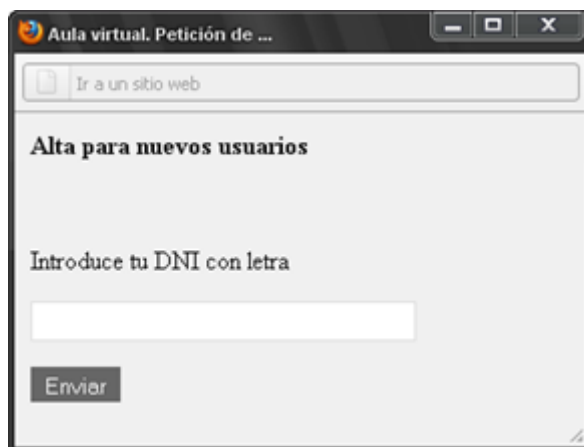 Aula virtual. Petición de ...
Ir a un sitio web
Alta para nuevos usuarios
Introduce tu DNI con letra
Enviar